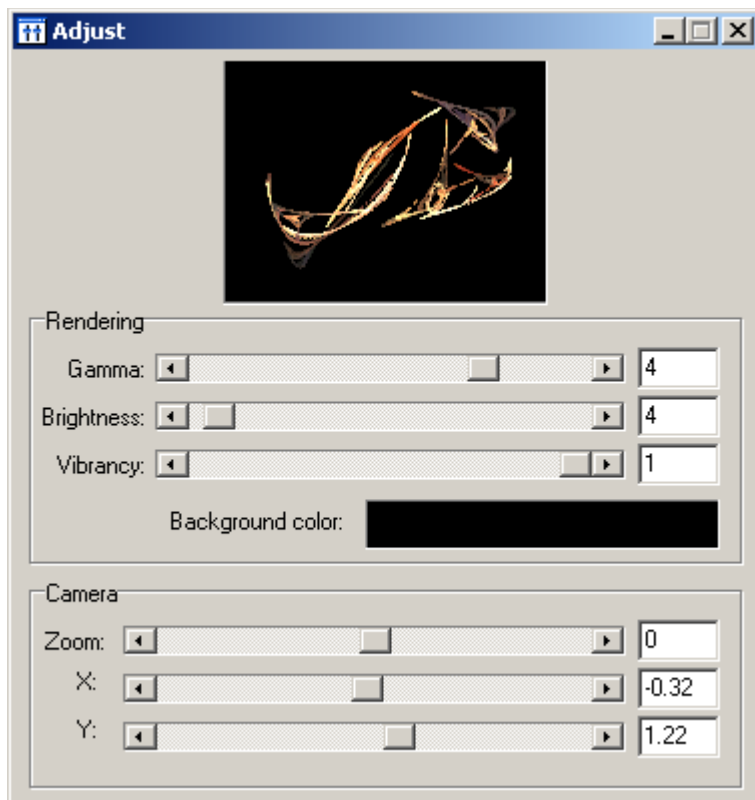 Adjust
Rendering
Gamma: 4
Brightness: 4
Vibrancy: 1
Background color:
Camera
Zoom: 0
X: -0.32
Y: 1.22